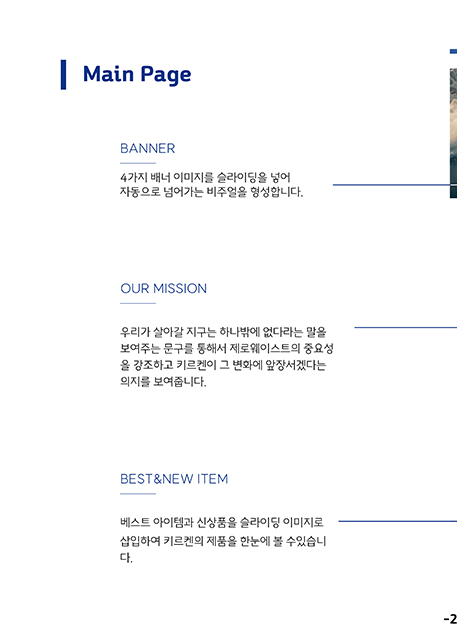 Main Page
BANNER
4가지 배너 이미지를 슬라이딩을 넣어
자동으로 넘어가는 비주얼을 형성합니다.
OUR MISSION
우리가 살아갈 지구는 하나밖에 없다라는 말을
보여주는 문구를 통해서 제로웨이스트의 중요성
을 강조하고 키르켄이 그 변화에 앞장서겠다는
의지를 보여줍니다.
BEST&NEW ITEM
베스트 아이템과 신상품을 슬라이딩 이미지로
삽입하여 키르켄의 제품을 한눈에 볼 수있습니
다.
-2